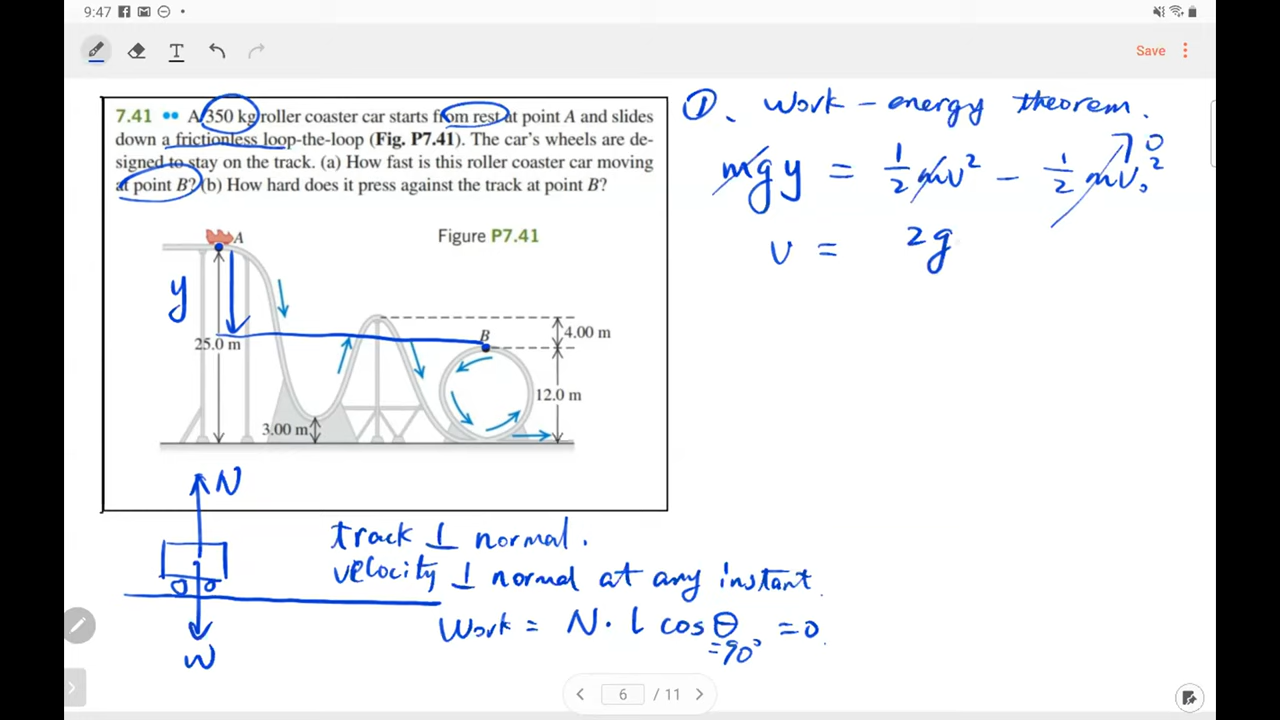 9:47
Save
7.41 •• A 350 kg roller coaster car starts from rest at point A and slides
down a frictionless loop-the-loop (Fig. P7.41). The car's wheels are de-
signed to stay on the track. (a) How fast is this roller coaster car moving
at point B? (b) How hard does it press against the track at point B?
Figure P7.41
A
y
25.0 m
3.00 m
B
4.00 m
12.0 m
N
W
track ⊥ normal.
velocity ⊥ normal at any instant.
Work = N · l cos θ = 0.
= 90°
①. Work - energy theorem.
mgy = 1/2 mv² - 1/2 mv₀² 0
v = 2g
6 / 11